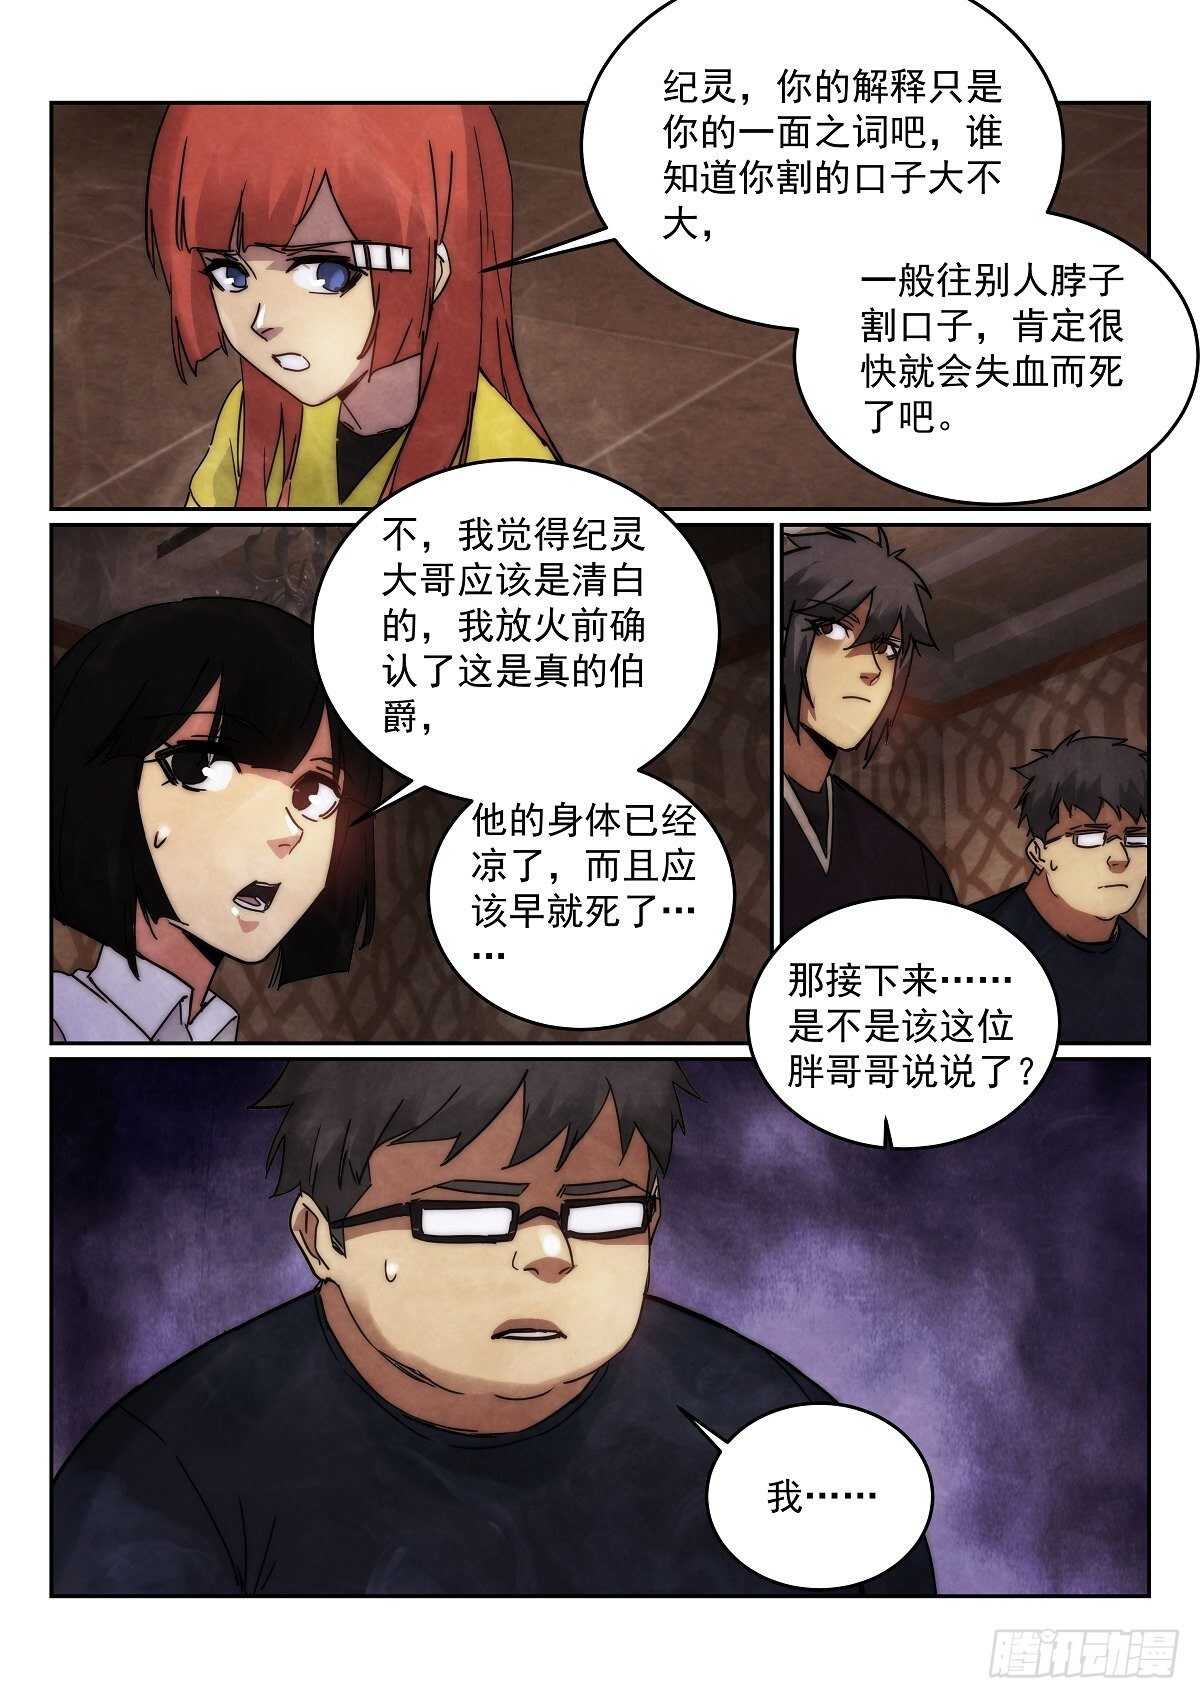 纪灵，你的解释只是
你的一面之词吧，谁
知道你割的口子大不
大，
一般往别人脖子
割口子，肯定很
快就会失血而死
了吧。
不，我觉得纪灵
大哥应该是清白
的，我放火前确
认了这是真的伯
爵，
他的身体已经
凉了，而且应
该早就死了…
…
那接下来……
是不是该这位
胖哥哥说说了？
我……
腾讯动漫